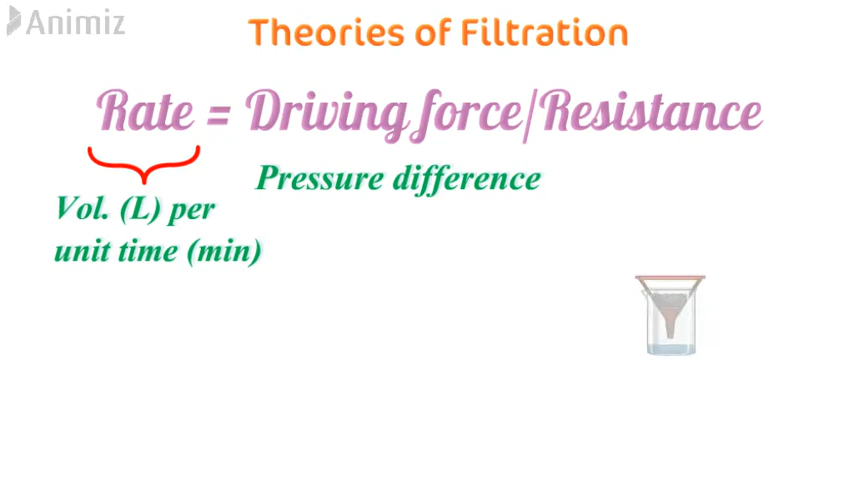 Animiz
Theories of Filtration
Rate = Driving force/Resistance
Pressure difference
Vol. (L) per
unit time (min)